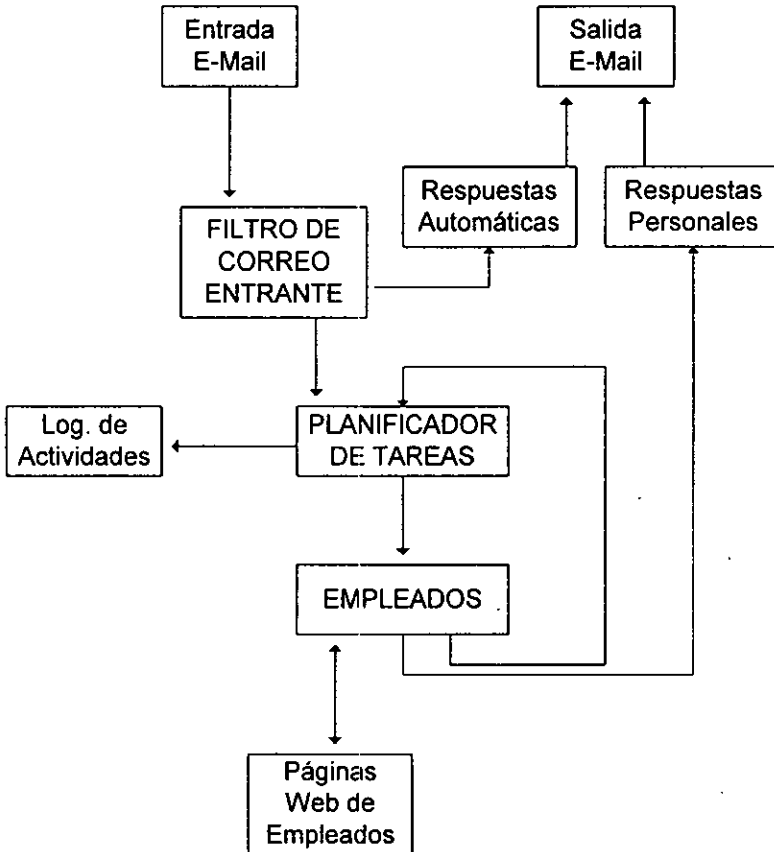 Entrada
E-Mail
Salida
E-Mail
Respuestas
Automáticas
Respuestas
Personales
FILTRO DE
CORREO
ENTRANTE
Log. de
Actividades
PLANIFICADOR
DE TAREAS
EMPLEADOS
Páginas
Web de
Empleados